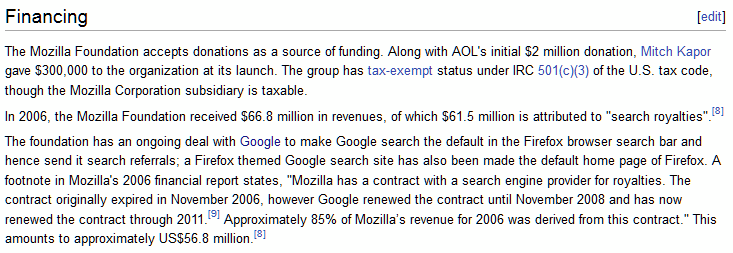 Financing [edit]
The Mozilla Foundation accepts donations as a source of funding. Along with AOL's initial $2 million donation, Mitch Kapor
gave $300,000 to the organization at its launch. The group has tax-exempt status under IRC 501(c)(3) of the U.S. tax code,
though the Mozilla Corporation subsidiary is taxable.
In 2006, the Mozilla Foundation received $66.8 million in revenues, of which $61.5 million is attributed to "search royalties".[8]
The foundation has an ongoing deal with Google to make Google search the default in the Firefox browser search bar and
hence send it search referrals; a Firefox themed Google search site has also been made the default home page of Firefox. A
footnote in Mozilla's 2006 financial report states, "Mozilla has a contract with a search engine provider for royalties. The
contract originally expired in November 2006, however Google renewed the contract until November 2008 and has now
renewed the contract through 2011.[9] Approximately 85% of Mozilla's revenue for 2006 was derived from this contract." This
amounts to approximately US$56.8 million.[8]